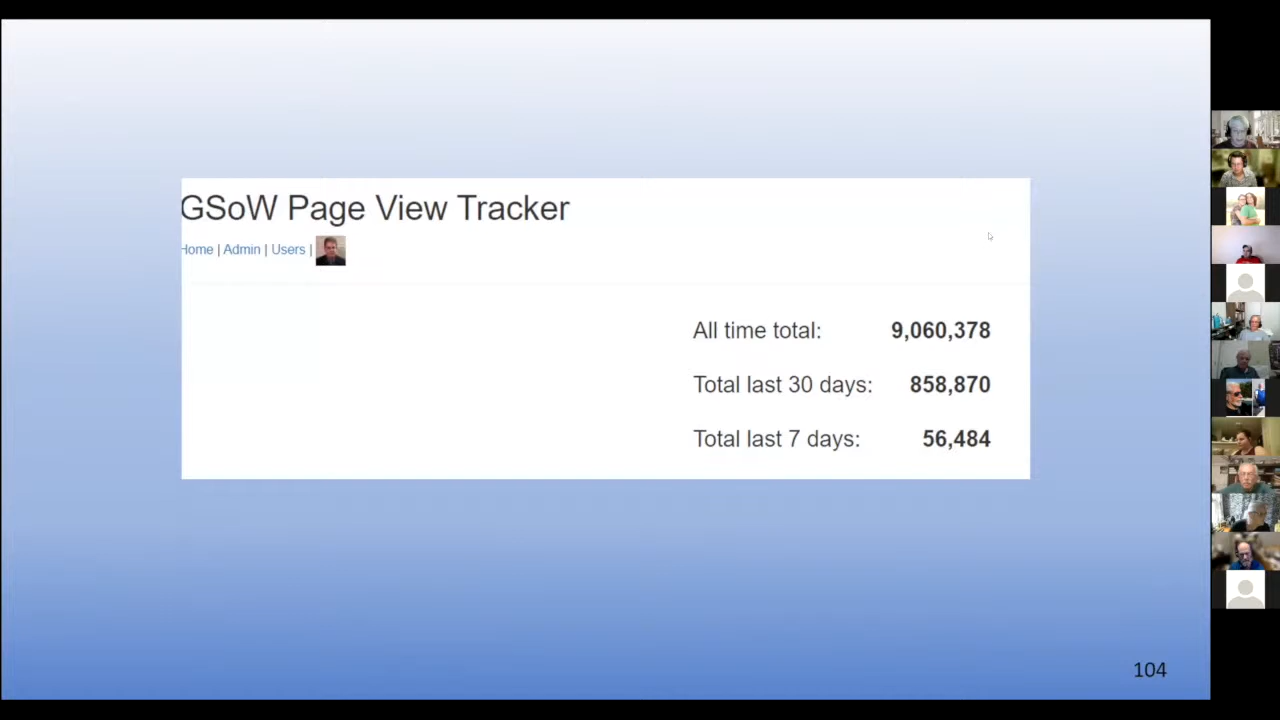 GSoW Page View Tracker
Home | Admin | Users |
All time total: 9,060,378
Total last 30 days: 858,870
Total last 7 days: 56,484
104